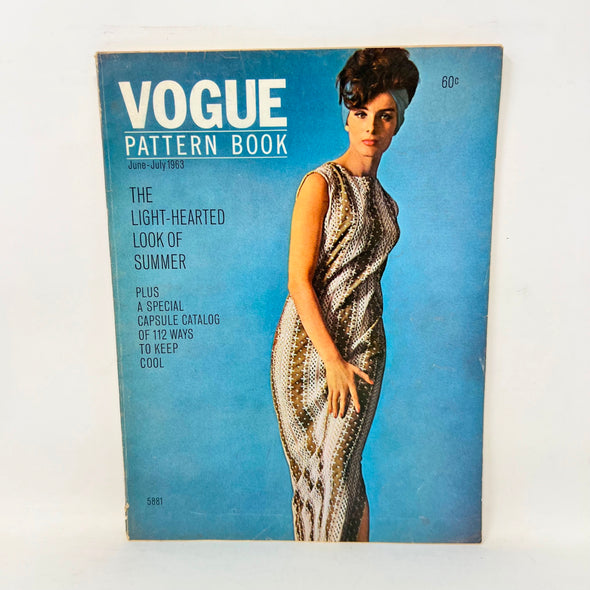 VOGUE
PATTERN BOOK
June-July 1963
60¢
THE
LIGHT-HEARTED
LOOK OF
SUMMER
PLUS
A SPECIAL
CAPSULE CATALOG
OF 112 WAYS
TO KEEP
COOL
5881